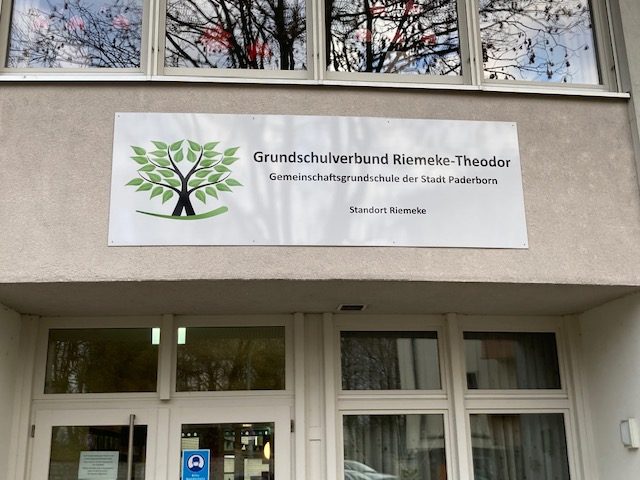 Grundschulverbund Riemeke-Theodor
Gemeinschaftsgrundschule der Stadt Paderborn
Standort Riemeke